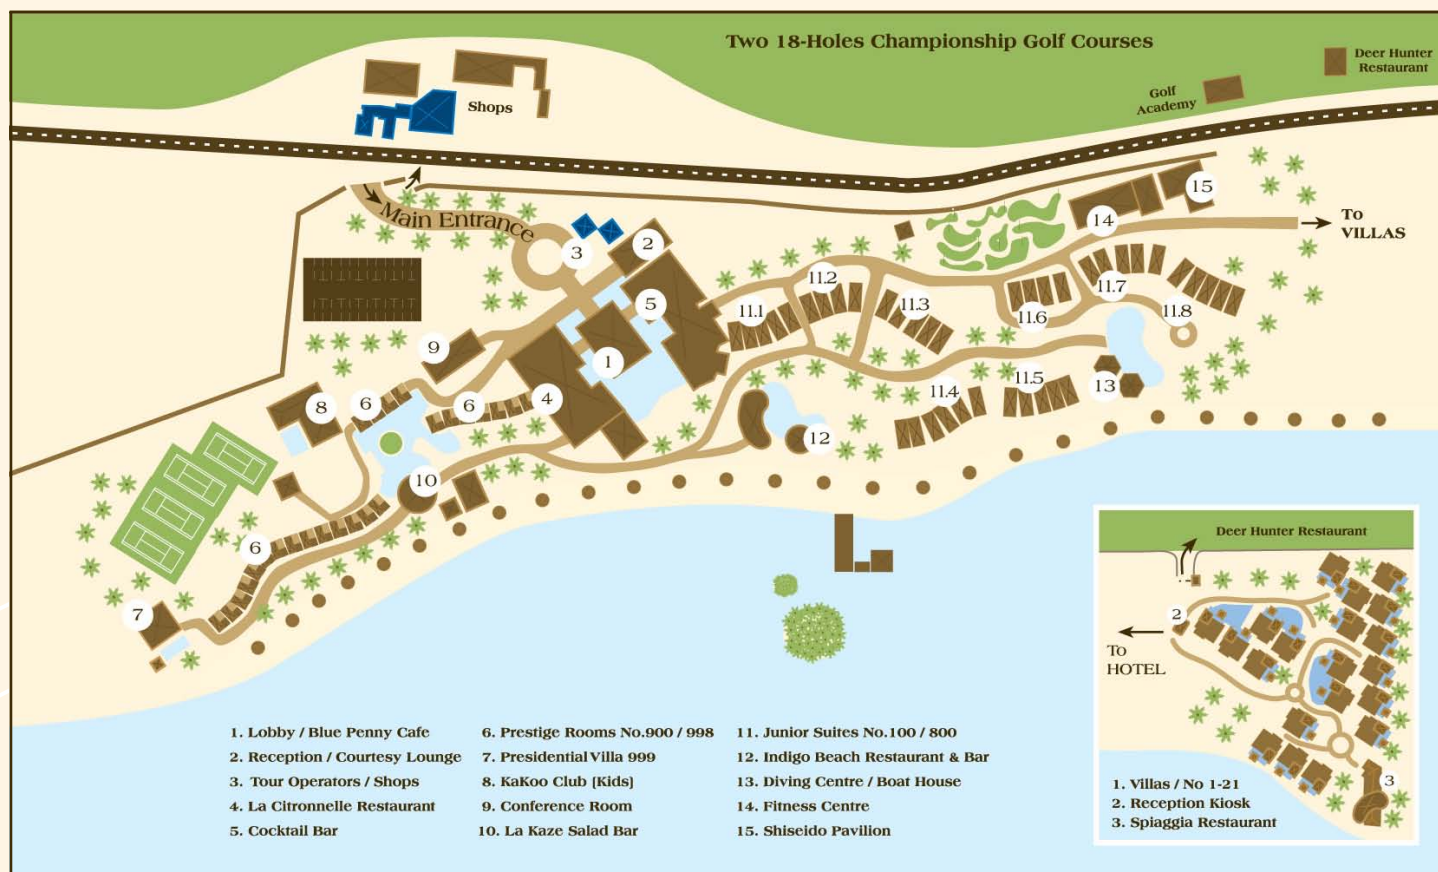 Two 18-Holes Championship Golf Courses
Deer Hunter
Restaurant
Golf
Academy
Shops
Main Entrance
To
VILLAS
1
2
3
4
5
6
6
6
7
8
9
10
11.1
11.2
11.3
11.4
11.5
11.6
11.7
11.8
12
13
14
15
1. Lobby / Blue Penny Cafe
2. Reception / Courtesy Lounge
3. Tour Operators / Shops
4. La Citronnelle Restaurant
5. Cocktail Bar
6. Prestige Rooms No.900 / 998
7. Presidential Villa 999
8. KaKoo Club (Kids)
9. Conference Room
10. La Kaze Salad Bar
11. Junior Suites No.100 / 800
12. Indigo Beach Restaurant & Bar
13. Diving Centre / Boat House
14. Fitness Centre
15. Shiseido Pavilion
Deer Hunter Restaurant
2
To
HOTEL
3
1. Villas / No 1-21
2. Reception Kiosk
3. Spiaggia Restaurant